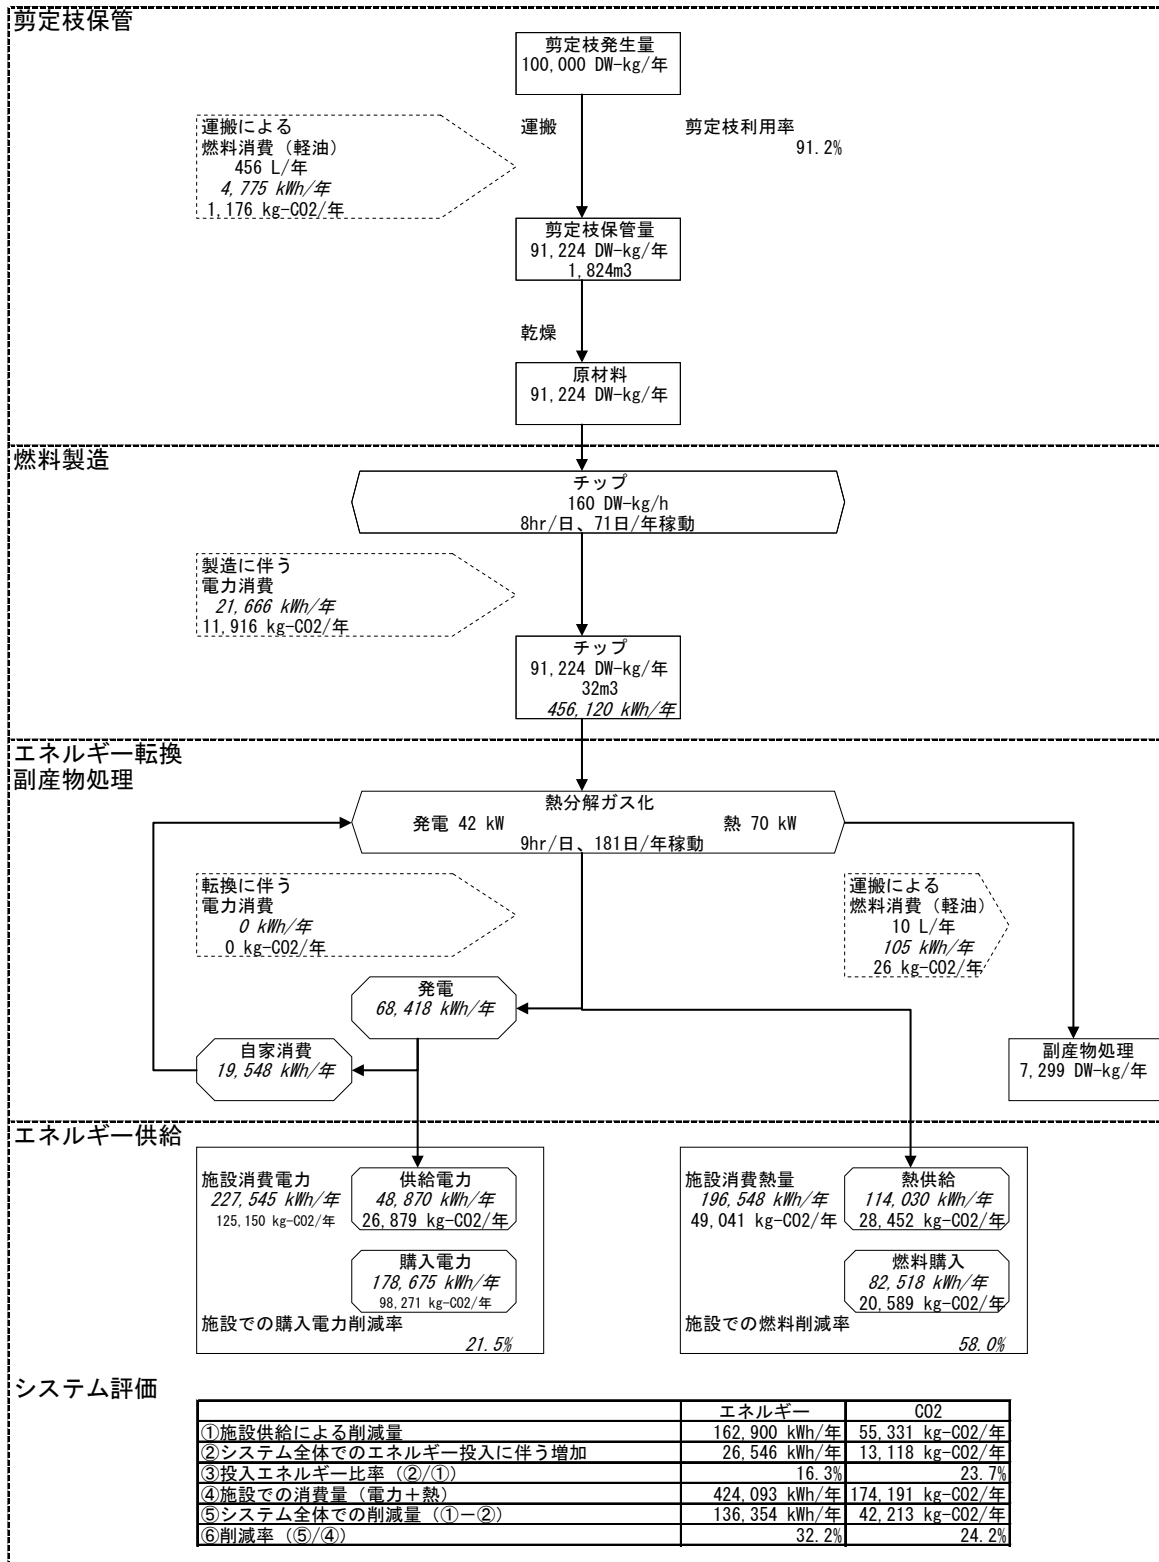 剪定枝保管
剪定枝発生量
100,000 DW-kg/年
運搬による
燃料消費（軽油）
456 L/年
4,775 kWh/年
1,176 kg-CO2/年
運搬
剪定枝利用率
91.2%
剪定枝保管量
91,224 DW-kg/年
1,824m3
乾燥
原材料
91,224 DW-kg/年
燃料製造
チップ
160 DW-kg/h
8hr/日、71日/年稼動
製造に伴う
電力消費
21,666 kWh/年
11,916 kg-CO2/年
チップ
91,224 DW-kg/年
32m3
456,120 kWh/年
エネルギー転換
副産物処理
熱分解ガス化
発電 42 kW 熱 70 kW
9hr/日、181日/年稼動
転換に伴う
電力消費
0 kWh/年
0 kg-CO2/年
運搬による
燃料消費（軽油）
10 L/年
105 kWh/年
26 kg-CO2/年
発電
68,418 kWh/年
自家消費
19,548 kWh/年
副産物処理
7,299 DW-kg/年
エネルギー供給
施設消費電力
227,545 kWh/年
125,150 kg-CO2/年
供給電力
48,870 kWh/年
26,879 kg-CO2/年
購入電力
178,675 kWh/年
98,271 kg-CO2/年
施設での購入電力削減率
21.5%
施設消費熱量
196,548 kWh/年
49,041 kg-CO2/年
熱供給
114,030 kWh/年
28,452 kg-CO2/年
燃料購入
82,518 kWh/年
20,589 kg-CO2/年
施設での燃料削減率
58.0%
システム評価
エネルギー CO2
①施設供給による削減量 162,900 kWh/年 55,331 kg-CO2/年
②システム全体でのエネルギー投入に伴う増加 26,546 kWh/年 13,118 kg-CO2/年
③投入エネルギー比率（②/①） 16.3% 23.7%
④施設での消費量（電力＋熱） 424,093 kWh/年 174,191 kg-CO2/年
⑤システム全体での削減量（①－②） 136,354 kWh/年 42,213 kg-CO2/年
⑥削減率（⑤/④） 32.2% 24.2%